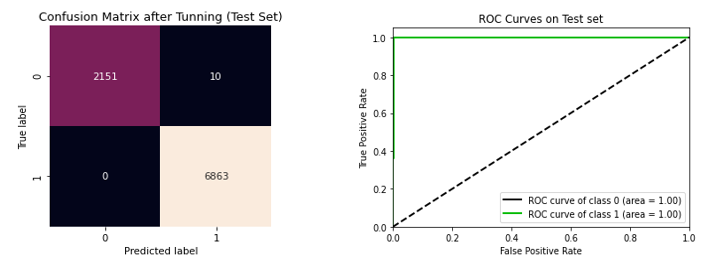 Confusion Matrix after Tunning (Test Set)
True label
0
2151
10
1
0
6863
0
1
Predicted label
ROC Curves on Test set
True Positive Rate
1.0
0.8
0.6
0.4
0.2
0.0
ROC curve of class 0 (area = 1.00)
ROC curve of class 1 (area = 1.00)
0.0
0.2
0.4
0.6
0.8
1.0
False Positive Rate